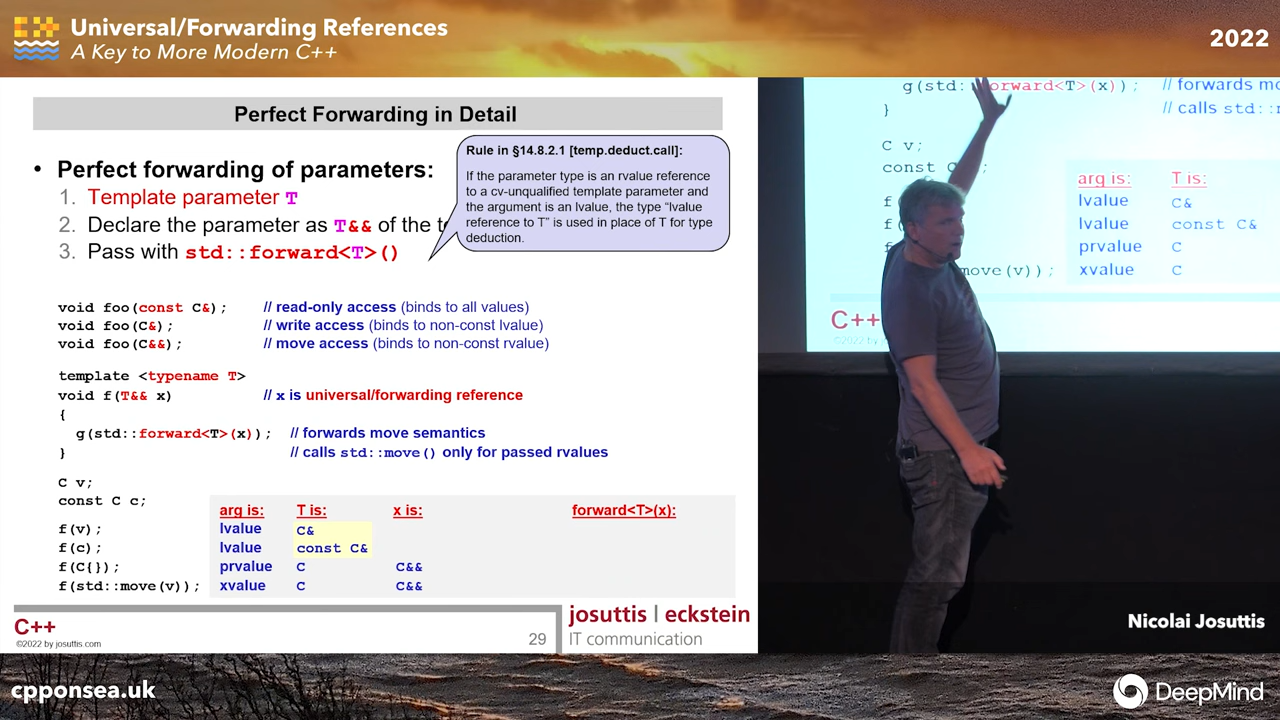 Universal/Forwarding References
A Key to More Modern C++
2022
Perfect Forwarding in Detail
• Perfect forwarding of parameters:
1. Template parameter T
2. Declare the parameter as T&& of the
3. Pass with std::forward<T>()
Rule in §14.8.2.1 [temp.deduct.call]:
If the parameter type is an rvalue reference
to a cv-unqualified template parameter and
the argument is an lvalue, the type “lvalue
reference to T” is used in place of T for type
deduction.
void foo(const C&); // read-only access (binds to all values)
void foo(C&); // write access (binds to non-const lvalue)
void foo(C&&); // move access (binds to non-const rvalue)
template <typename T>
void f(T&& x) // x is universal/forwarding reference
{
g(std::forward<T>(x)); // forwards move semantics
} // calls std::move() only for passed rvalues
C v;
const C c;
arg is: T is: x is: forward<T>(x):
f(v); lvalue C&
f(c); lvalue const C&
f(C{}); prvalue C C&&
f(std::move(v)); xvalue C C&&
C++
©2022 by josuttis.com
29
josuttis | eckstein
IT communication
g(std: orward<T>(x)); // forwards mo
} // calls std::
C v;
const C ;
arg is: T is:
f lvalue C&
f( lvalue const C&
f prvalue C
move(v)); xvalue C
C++
©2022 by
Nicolai Josuttis
cpponsea.uk
DeepMind